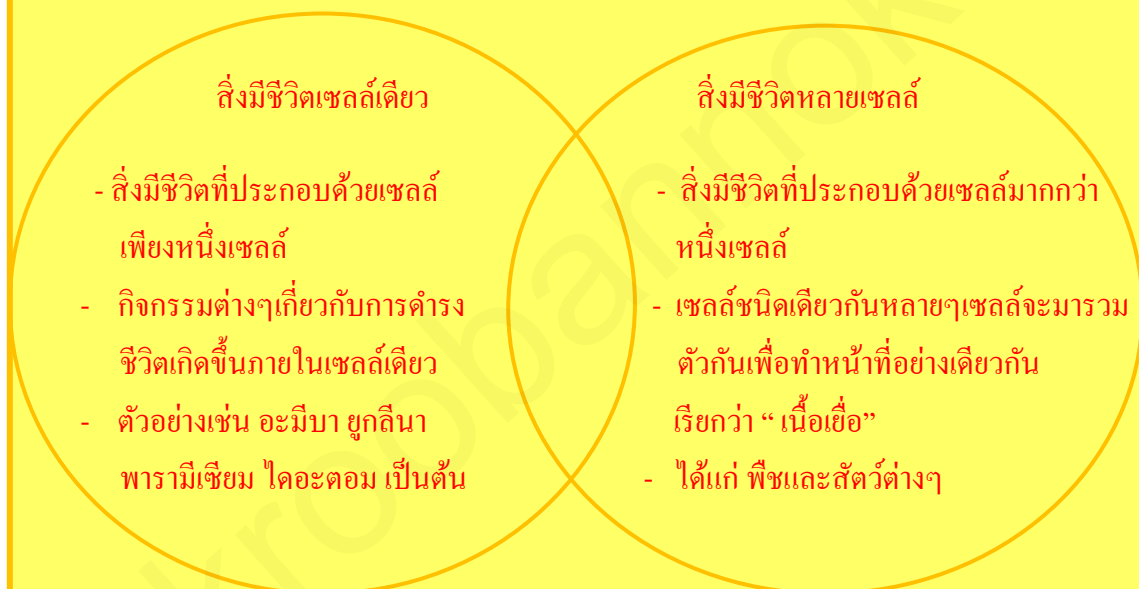 สิ่งมีชีวิตเซลล์เดียว
- สิ่งมีชีวิตที่ประกอบด้วยเซลล์
เพียงหนึ่งเซลล์
- กิจกรรมต่างๆเกี่ยวกับการดำรง
ชีวิตเกิดขึ้นภายในเซลล์เดียว
- ตัวอย่างเช่น อะมีบา ยูกลีนา
พารามีเซียม ไดอะตอม เป็นต้น
สิ่งมีชีวิตหลายเซลล์
- สิ่งมีชีวิตที่ประกอบด้วยเซลล์มากกว่า
หนึ่งเซลล์
- เซลล์ชนิดเดียวกันหลายๆเซลล์จะมารวม
ตัวกันเพื่อทำหน้าที่อย่างเดียวกัน
เรียกว่า “ เนื้อเยื่อ”
- ได้แก่ พืชและสัตว์ต่างๆ
kroobannok